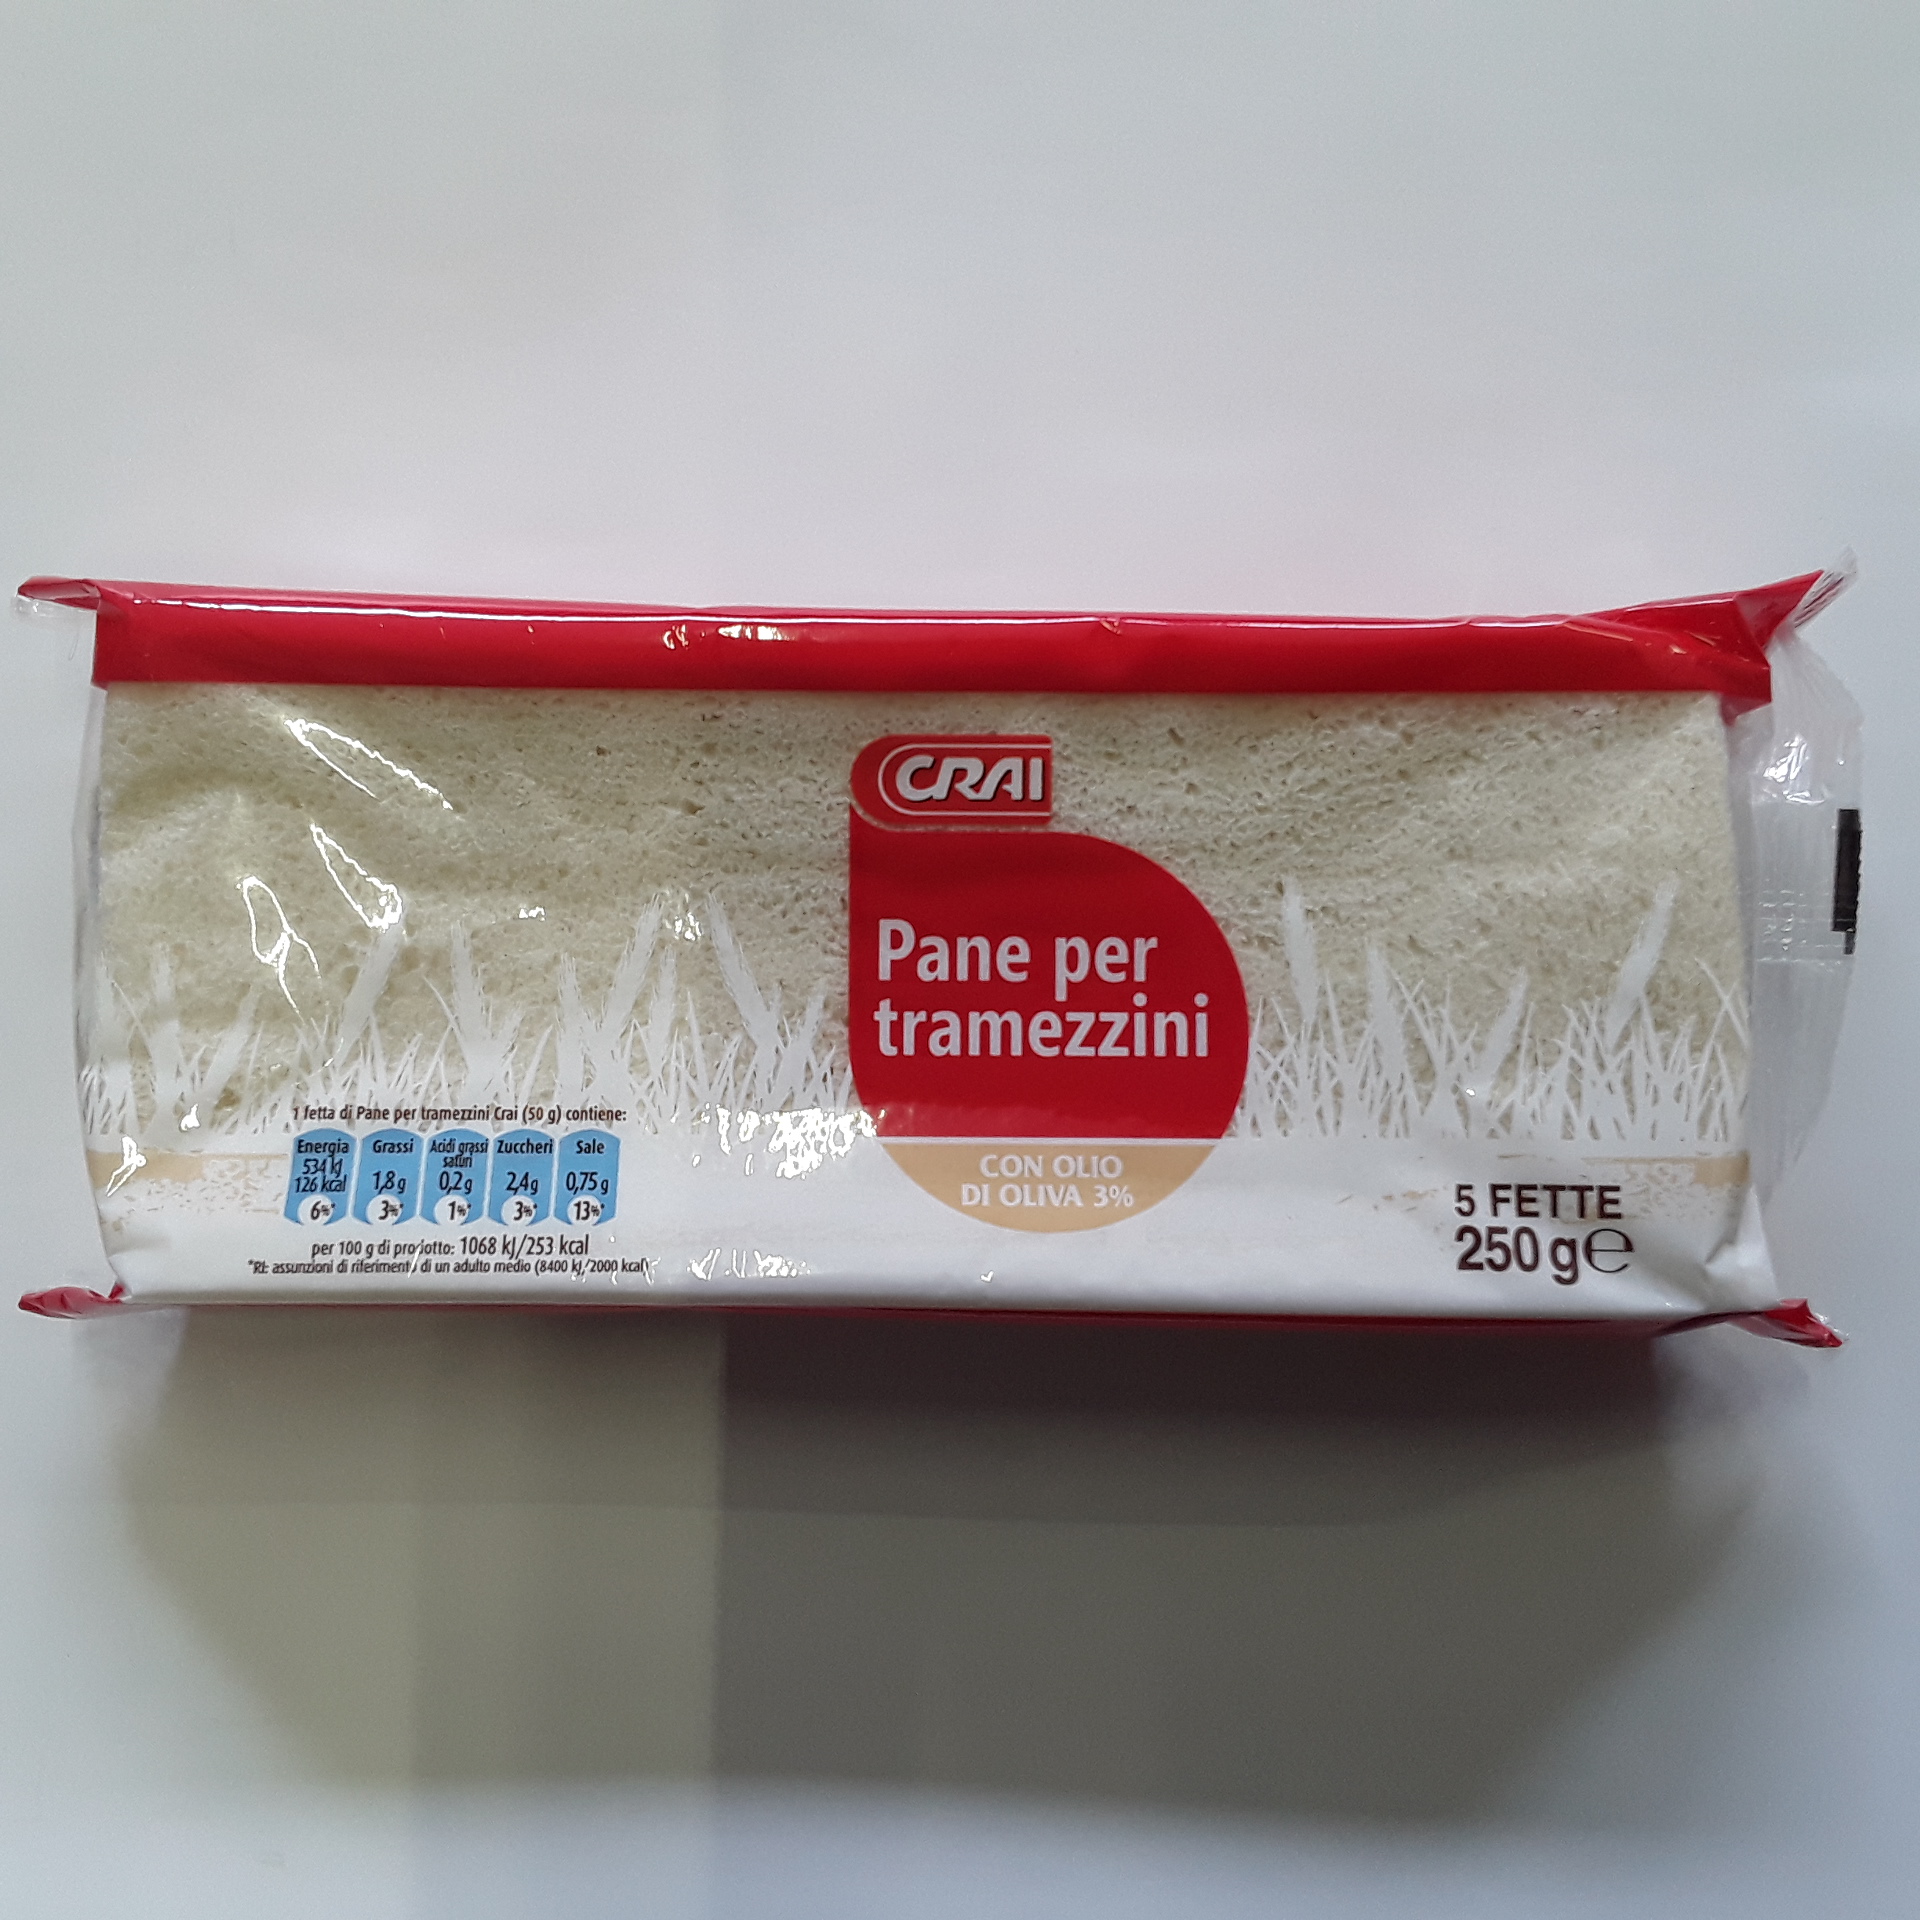 CRAI
Pane per
tramezzini
CON OLIO
DI OLIVA 3%
1 fetta di Pane per tramezzini Crai (50 g) contiene:
Energia
534 kJ
126 kcal
6%*
Grassi
1,8 g
3%*
Acidi grassi
saturi
0,2 g
1%*
Zuccheri
2,4 g
3%*
Sale
0,75 g
13%*
per 100 g di prodotto: 1068 kJ/253 kcal
*RI: assunzioni di riferimento di un adulto medio (8400 kJ/2000 kcal)
5 FETTE
250 g e